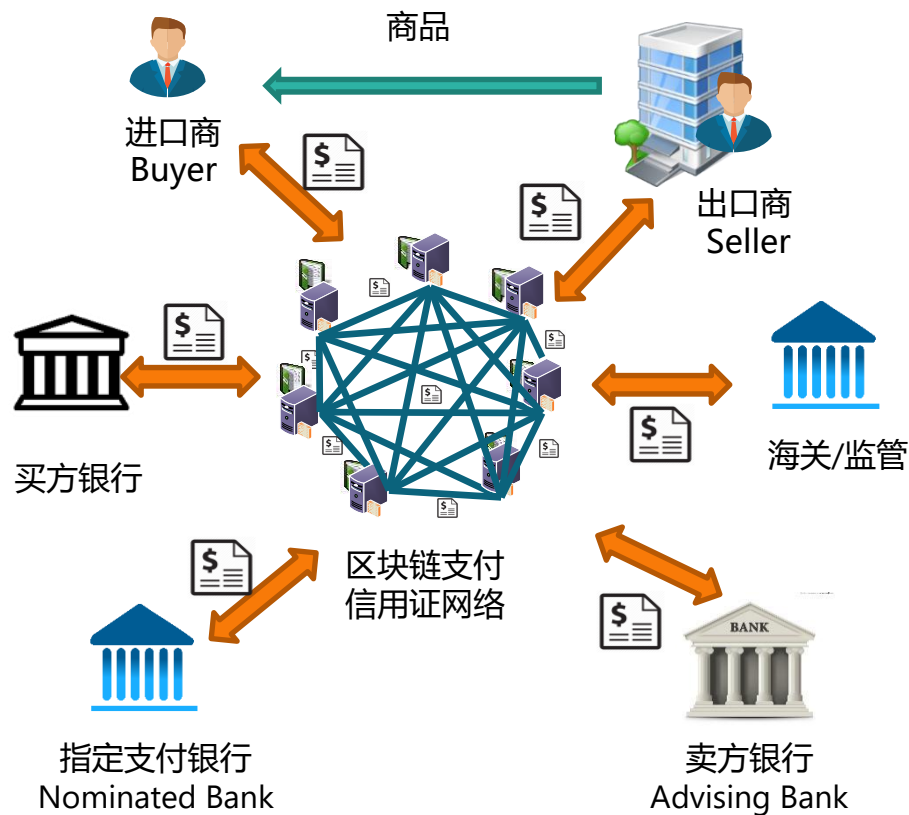 商品
进口商
Buyer
$
$
出口商
Seller
$
买方银行
$
海关/监管
$
区块链支付
信用证网络
$
BANK
指定支付银行
Nominated Bank
卖方银行
Advising Bank